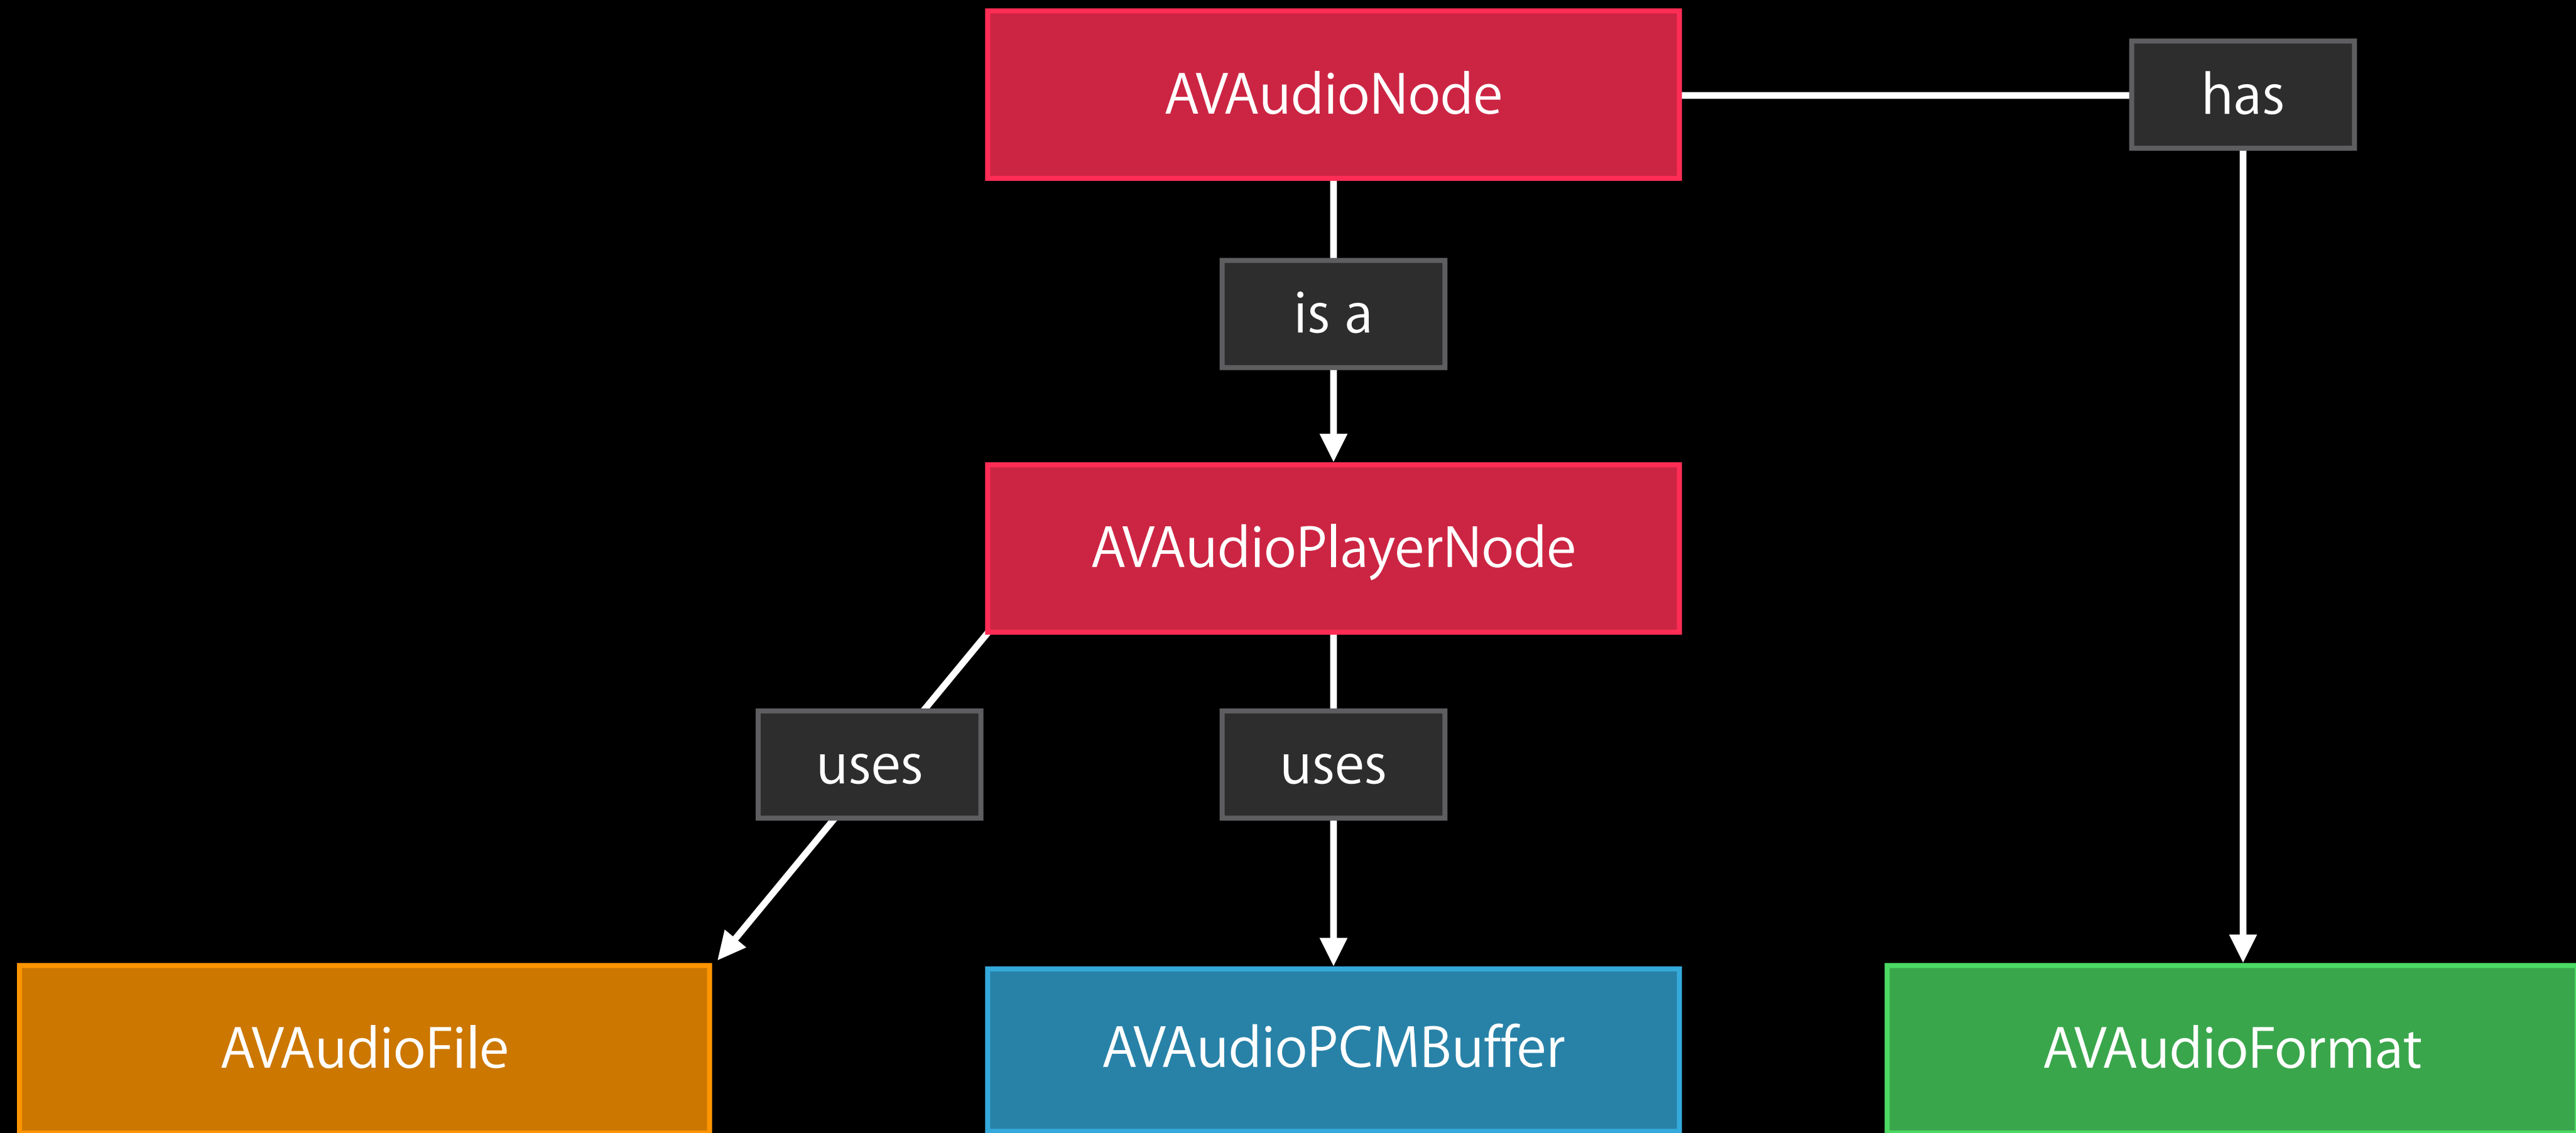 AVAudioNode
has
is a
AVAudioPlayerNode
uses
uses
AVAudioFile
AVAudioPCMBuffer
AVAudioFormat